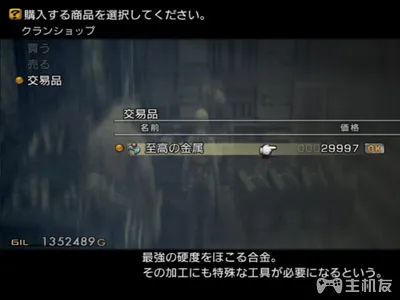 購入する商品を選択してください。
クランショップ
買う
売る
交易品
交易品
名前 価格
至高の金属 00029997 OK
GIL 1352489G
最強の硬度をほこる合金。
その加工にも特殊な工具が必要になるという。
主机友